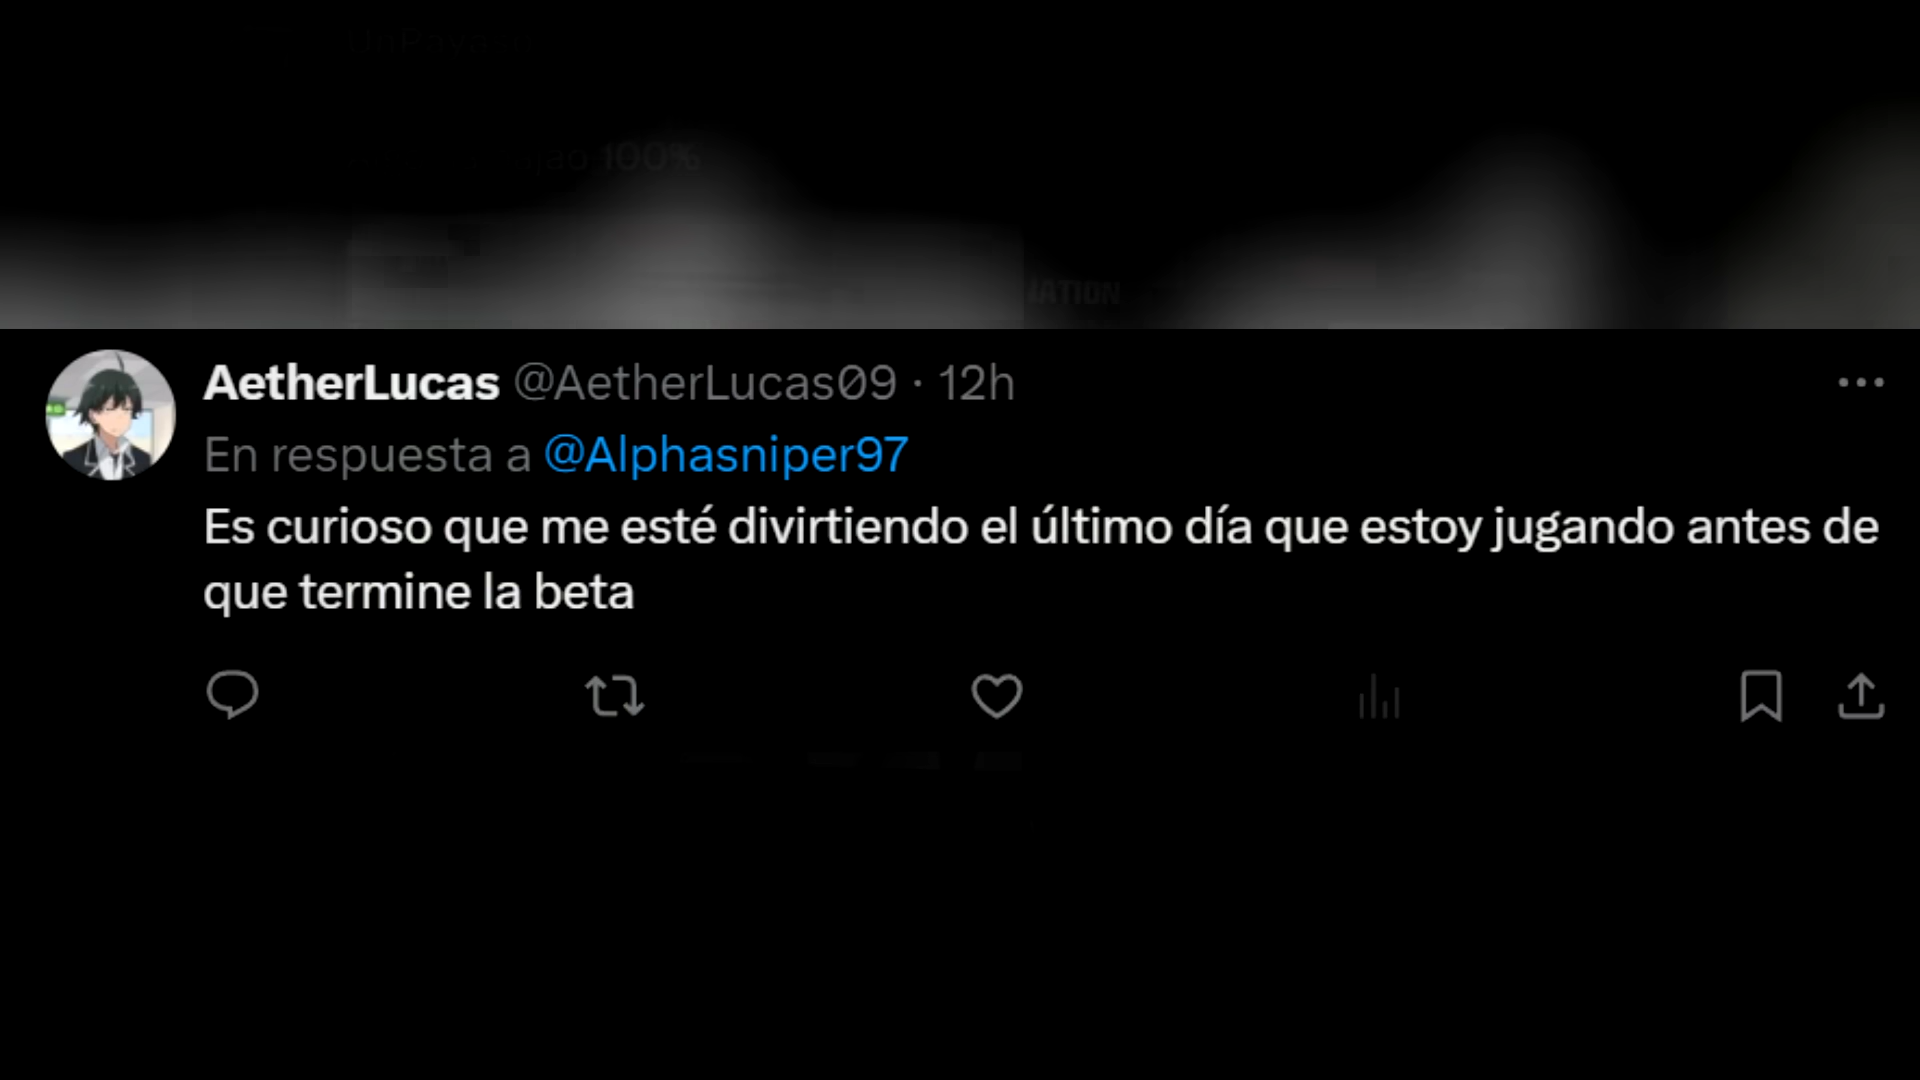 100%
AetherLucas @AetherLucas09 · 12h
En respuesta a @Alphasniper97
Es curioso que me esté divirtiendo el último día que estoy jugando antes de
que termine la beta